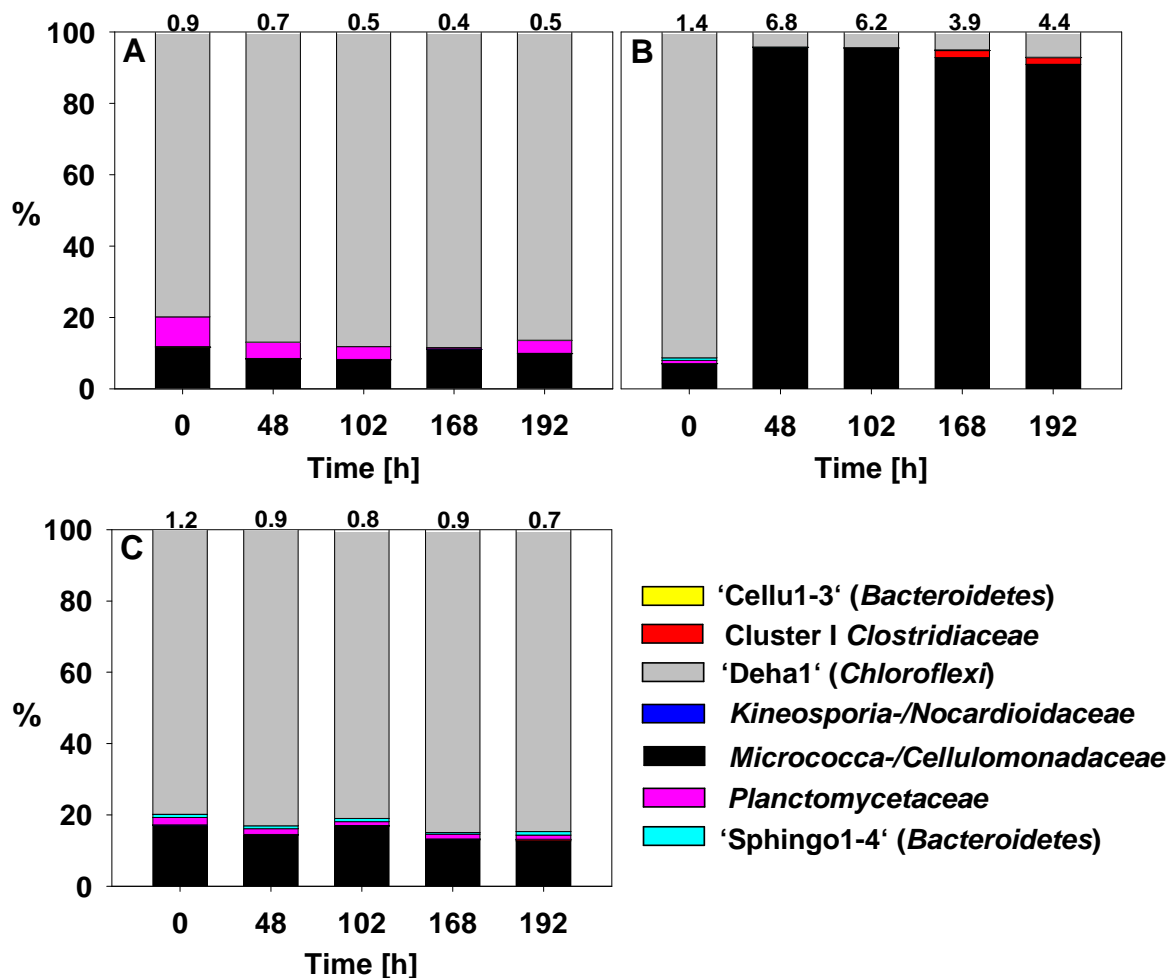 0.9 0.7 0.5 0.4 0.5
1.4 6.8 6.2 3.9 4.4
A
B
100
80
60
40
20
0
%
0 48 102 168 192
Time [h]
0 48 102 168 192
Time [h]
1.2 0.9 0.8 0.9 0.7
C
100
80
60
40
20
0
%
0 48 102 168 192
Time [h]
‘Cellu1-3‘ (Bacteroidetes)
Cluster I Clostridiaceae
‘Deha1‘ (Chloroflexi)
Kineosporia-/Nocardioidaceae
Micrococca-/Cellulomonadaceae
Planctomycetaceae
‘Sphingo1-4‘ (Bacteroidetes)